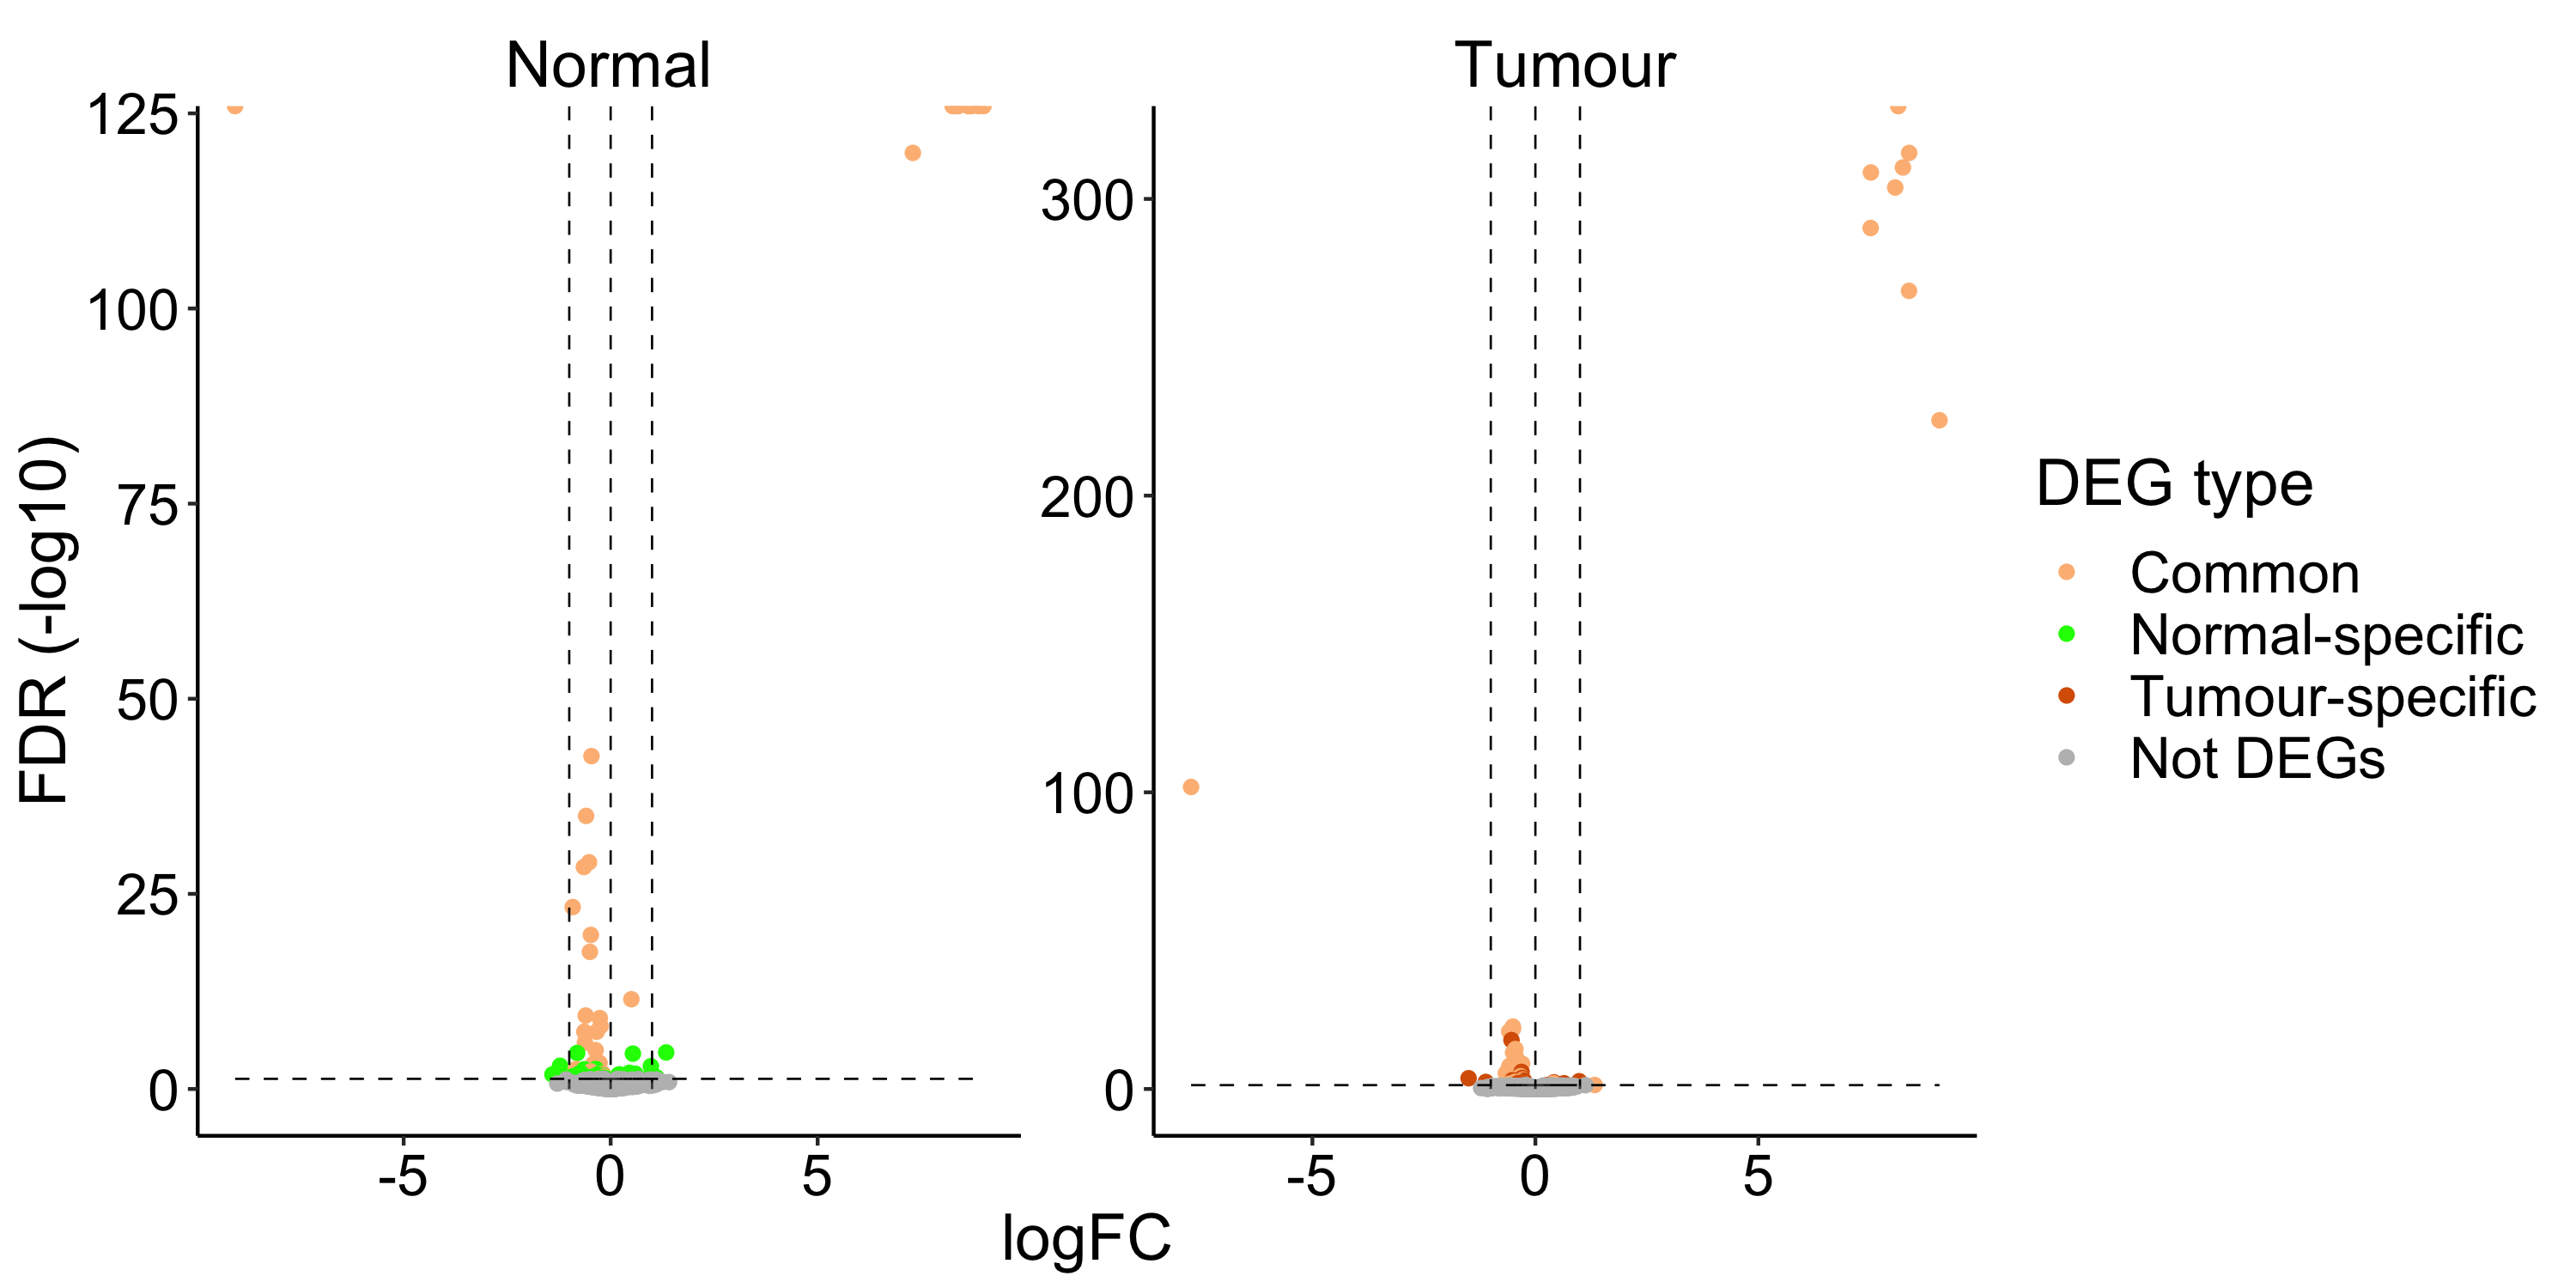 Normal
Tumour
125
100
75
50
25
0
300
200
100
0
-5 0 5
-5 0 5
FDR (-log10)
logFC
DEG type
Common
Normal-specific
Tumour-specific
Not DEGs